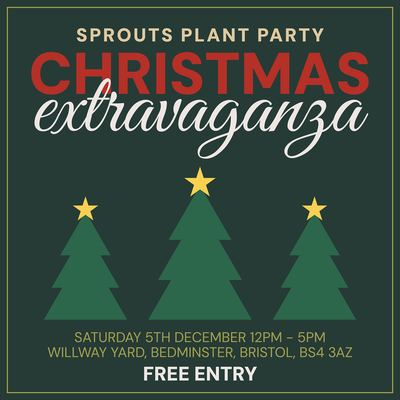 SPROUTS PLANT PARTY
CHRISTMAS
extravaganza
SATURDAY 5TH DECEMBER 12PM - 5PM
WILLWAY YARD, BEDMINSTER, BRISTOL, BS4 3AZ
FREE ENTRY